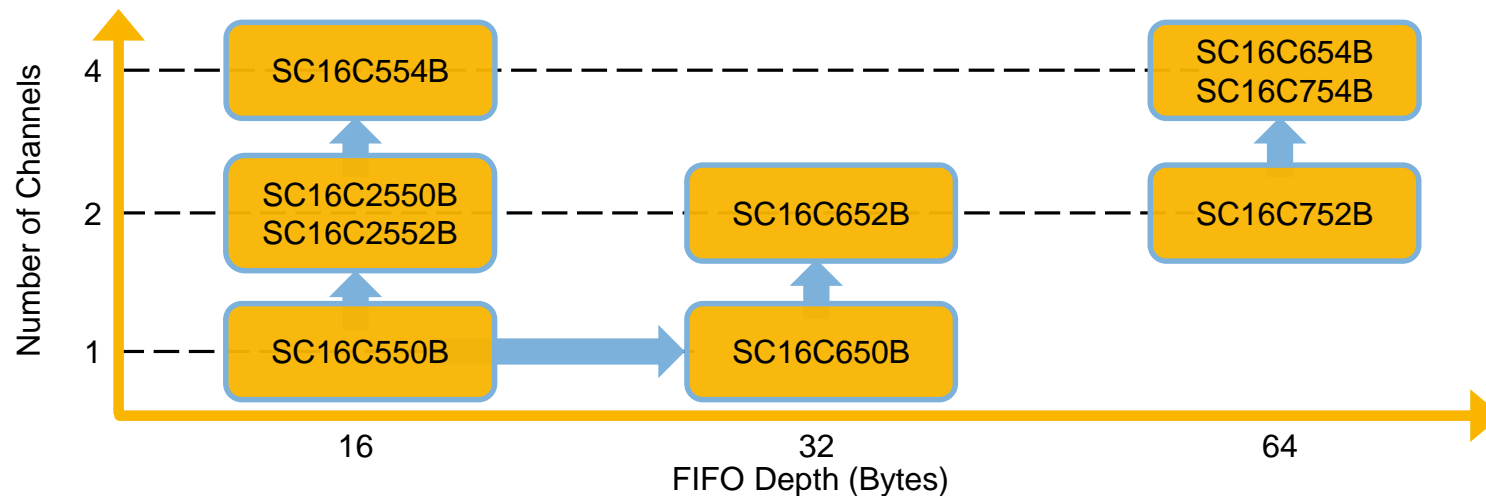 Number of Channels
4
SC16C554B
SC16C654B
SC16C754B
2
SC16C2550B
SC16C2552B
SC16C652B
SC16C752B
1
SC16C550B
SC16C650B
16
32
64
FIFO Depth (Bytes)